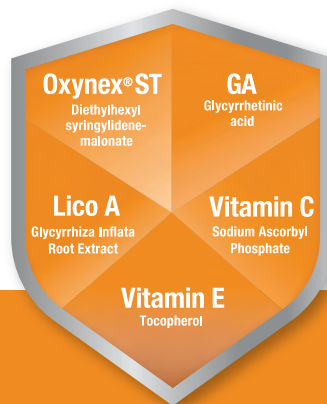 Oxynex® ST
Diethylhexyl
syringylidene-
malonate
GA
Glycyrrhetinic
acid
Lico A
Glycyrrhiza Inflata
Root Extract
Vitamin C
Sodium Ascorbyl
Phosphate
Vitamin E
Tocopherol